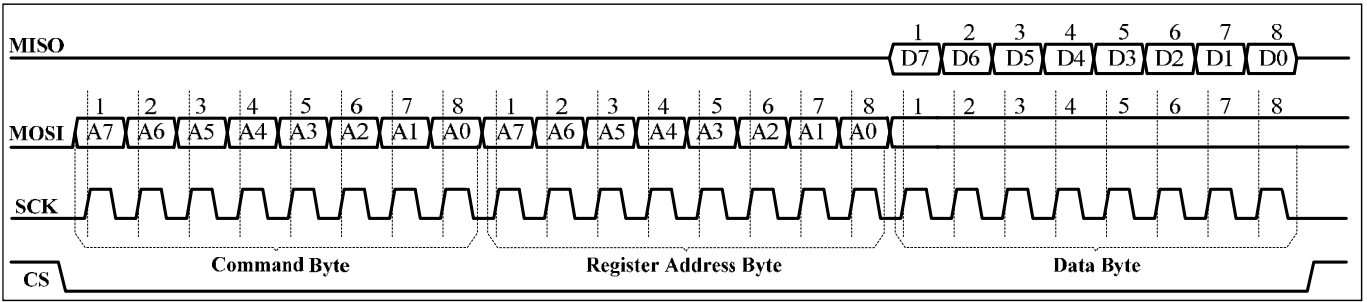 1 2 3 4 5 6 7 8
MISO D7 D6 D5 D4 D3 D2 D1 D0
1 2 3 4 5 6 7 8 1 2 3 4 5 6 7 8 1 2 3 4 5 6 7 8
MOSI A7 A6 A5 A4 A3 A2 A1 A0 A7 A6 A5 A4 A3 A2 A1 A0
SCK
Command Byte Register Address Byte Data Byte
CS